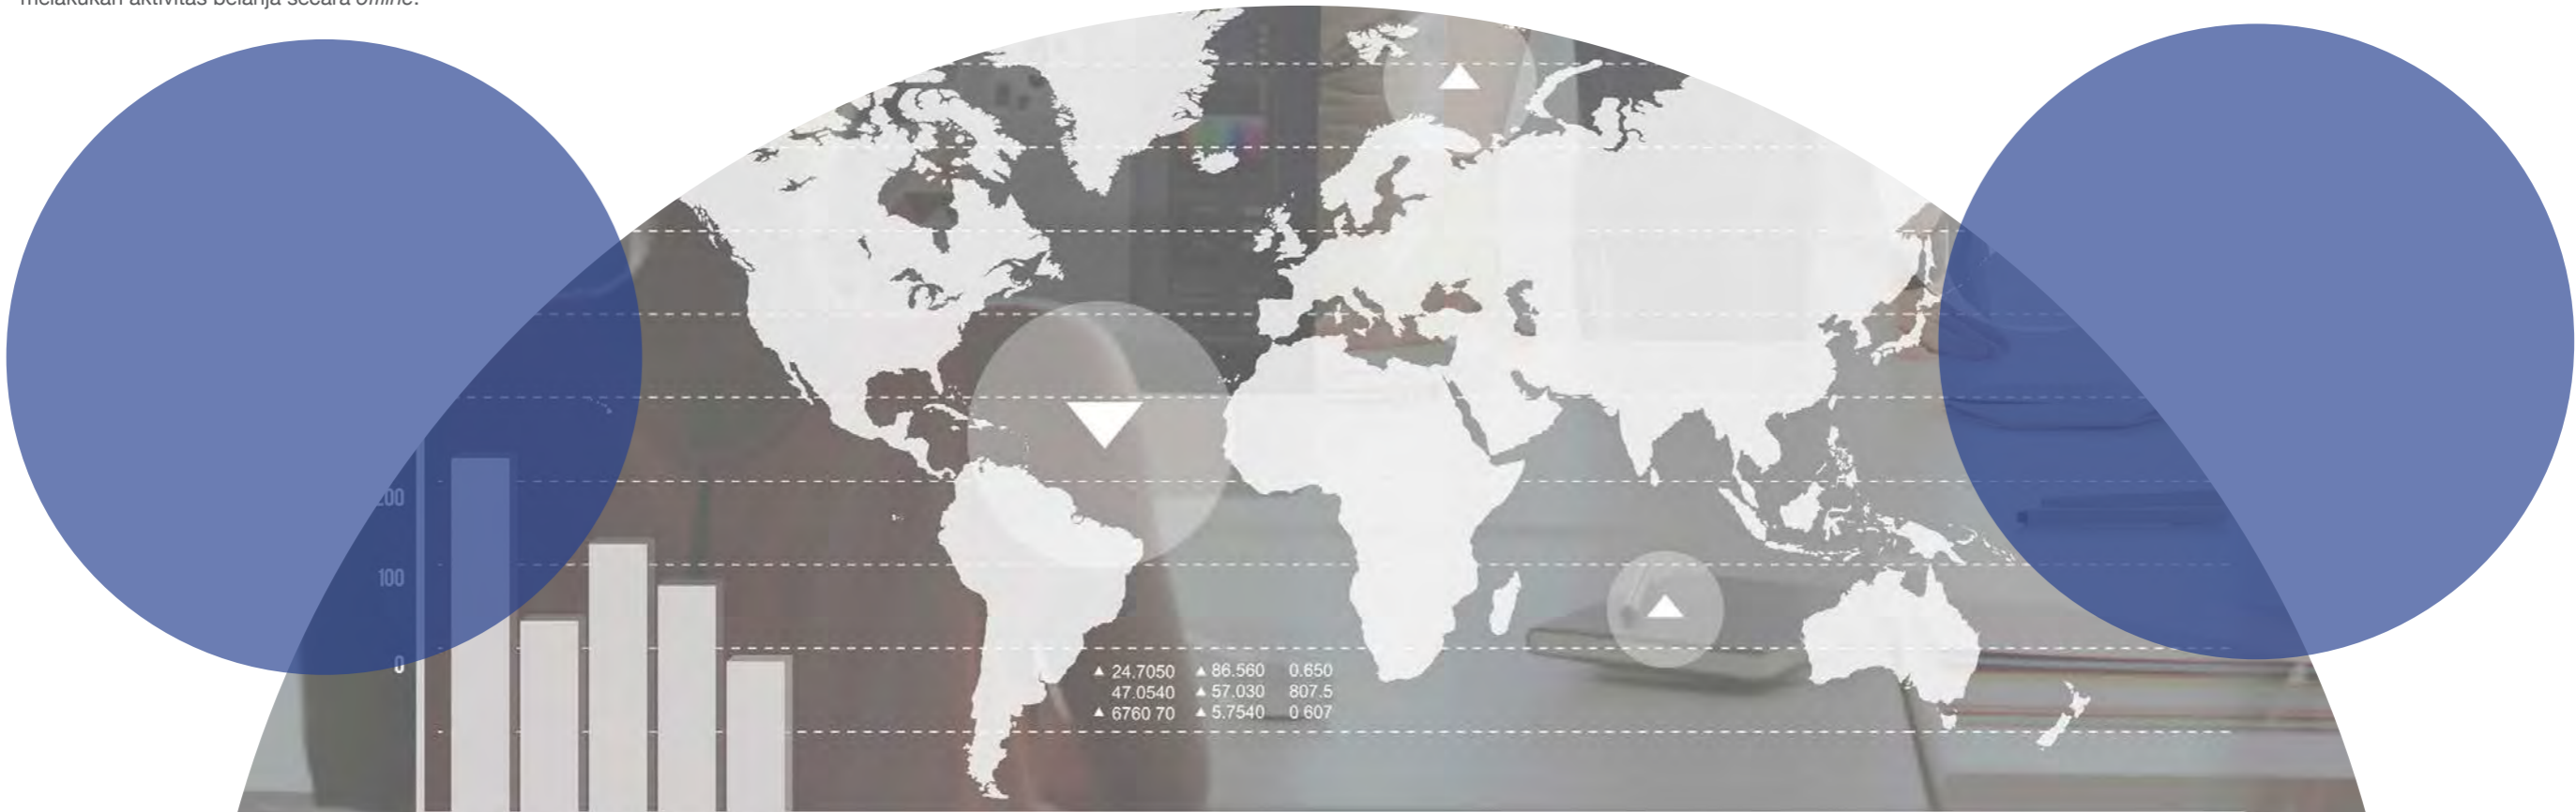 melakukan aktivitas belanja secara offline.
200
100
0
▲ 24.7050 ▲ 86.560 0.650
47.0540 ▲ 57.030 807.5
▲ 6760 70 ▲ 5.7540 0 607